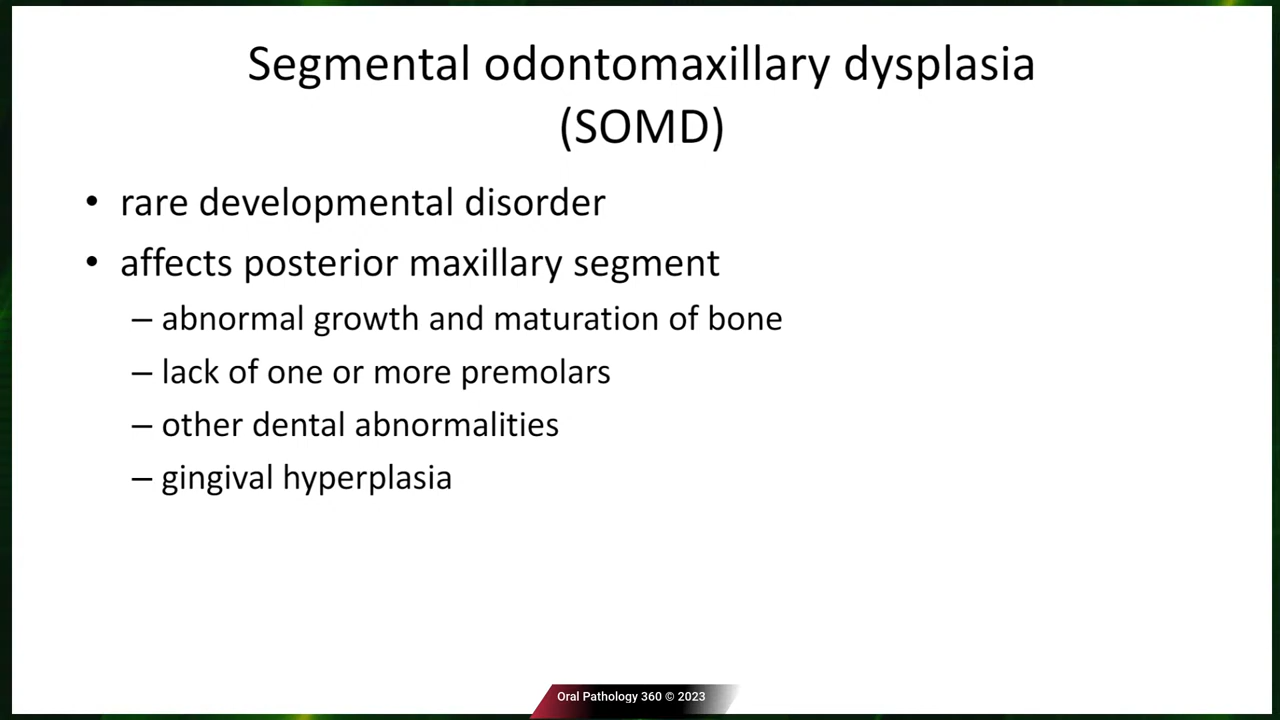 Segmental odontomaxillary dysplasia
(SOMD)
• rare developmental disorder
• affects posterior maxillary segment
– abnormal growth and maturation of bone
– lack of one or more premolars
– other dental abnormalities
– gingival hyperplasia
Oral Pathology 360 © 2023